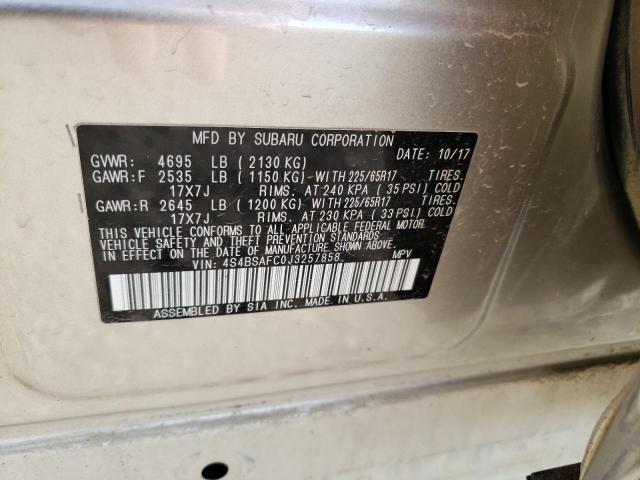 MFD BY SUBARU CORPORATION
GVWR: 4695 LB ( 2130 KG) DATE: 10/17
GAWR:F 2535 LB ( 1150 KG) WITH 225/65R17 TIRES.
17X7J RIMS. AT 240 KPA ( 35 PSI) COLD
GAWR:R 2645 LB ( 1200 KG) WITH 225/65R17 TIRES.
17X7J RIMS. AT 230 KPA ( 33 PSI) COLD
THIS VEHICLE CONFORMS TO ALL APPLICABLE FEDERAL MOTOR
VEHICLE SAFETY AND THEFT PREVENTION STANDARDS IN
EFFECT ON THE DATE OF MANUFACTURE SHOWN ABOVE.
VIN: 4S4BSAFC0J3257858 MPV
ASSEMBLED BY SIA INC. MADE IN U.S.A.